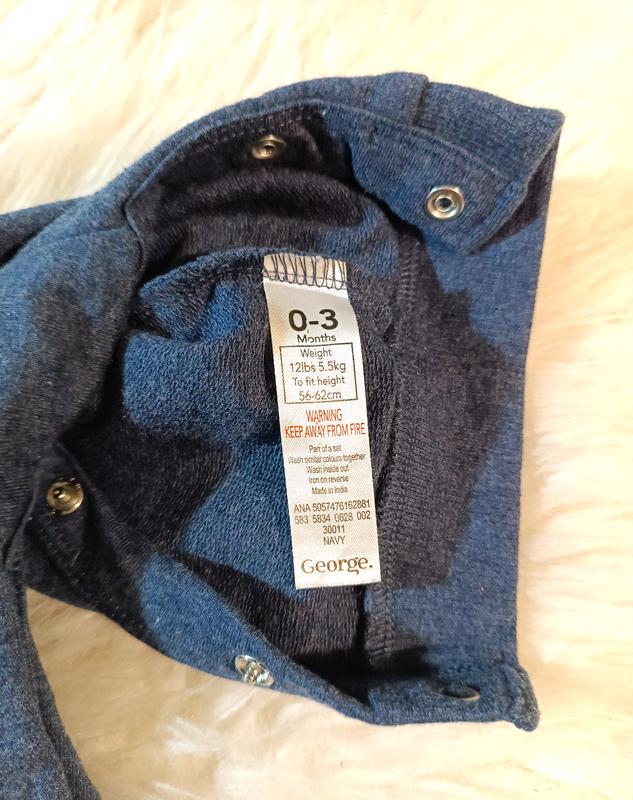 0-3
Months
Weight
12lbs 5.5kg
To fit height
56-62cm
WARNING
KEEP AWAY FROM FIRE
Part of a set
Wash similar colours together
Wash inside out
Iron on reverse
Made in India
ANA 5057476162881
583 5834 0628 002
30011
NAVY
George.